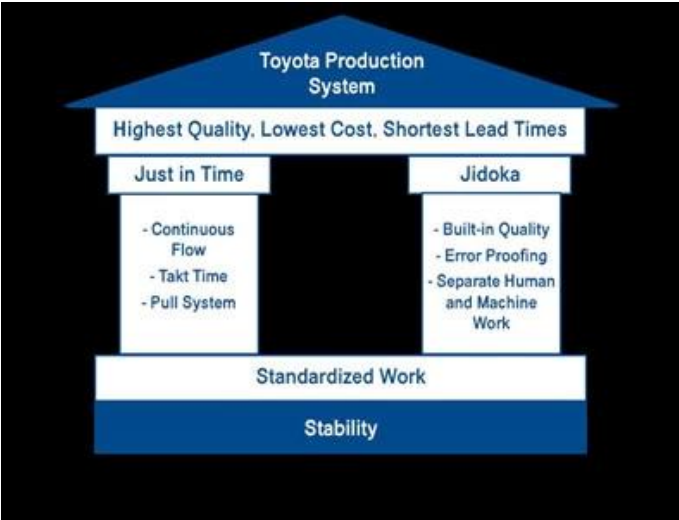 Toyota Production
System
Highest Quality, Lowest Cost, Shortest Lead Times
Just in Time
- Continuous
Flow
- Takt Time
- Pull System
Jidoka
- Built-in Quality
- Error Proofing
- Separate Human
and Machine
Work
Standardized Work
Stability